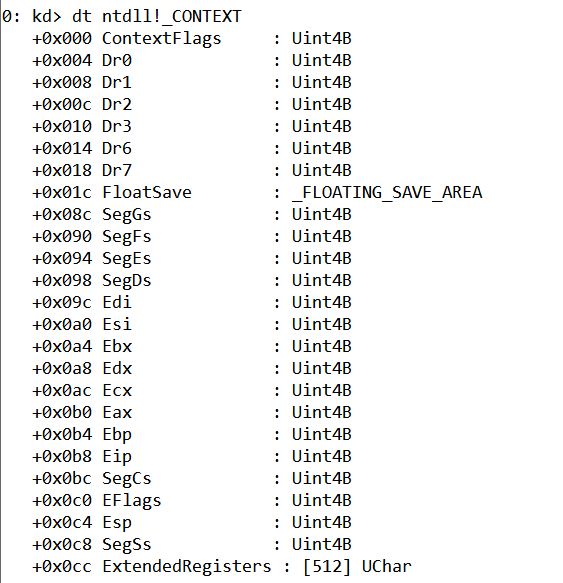 0: kd> dt ntdll!_CONTEXT
   +0x000 ContextFlags     : Uint4B
   +0x004 Dr0              : Uint4B
   +0x008 Dr1              : Uint4B
   +0x00c Dr2              : Uint4B
   +0x010 Dr3              : Uint4B
   +0x014 Dr6              : Uint4B
   +0x018 Dr7              : Uint4B
   +0x01c FloatSave        : _FLOATING_SAVE_AREA
   +0x08c SegGs            : Uint4B
   +0x090 SegFs            : Uint4B
   +0x094 SegEs            : Uint4B
   +0x098 SegDs            : Uint4B
   +0x09c Edi              : Uint4B
   +0x0a0 Esi              : Uint4B
   +0x0a4 Ebx              : Uint4B
   +0x0a8 Edx              : Uint4B
   +0x0ac Ecx              : Uint4B
   +0x0b0 Eax              : Uint4B
   +0x0b4 Ebp              : Uint4B
   +0x0b8 Eip              : Uint4B
   +0x0bc SegCs            : Uint4B
   +0x0c0 EFlags           : Uint4B
   +0x0c4 Esp              : Uint4B
   +0x0c8 SegSs            : Uint4B
   +0x0cc ExtendedRegisters : [512] UChar